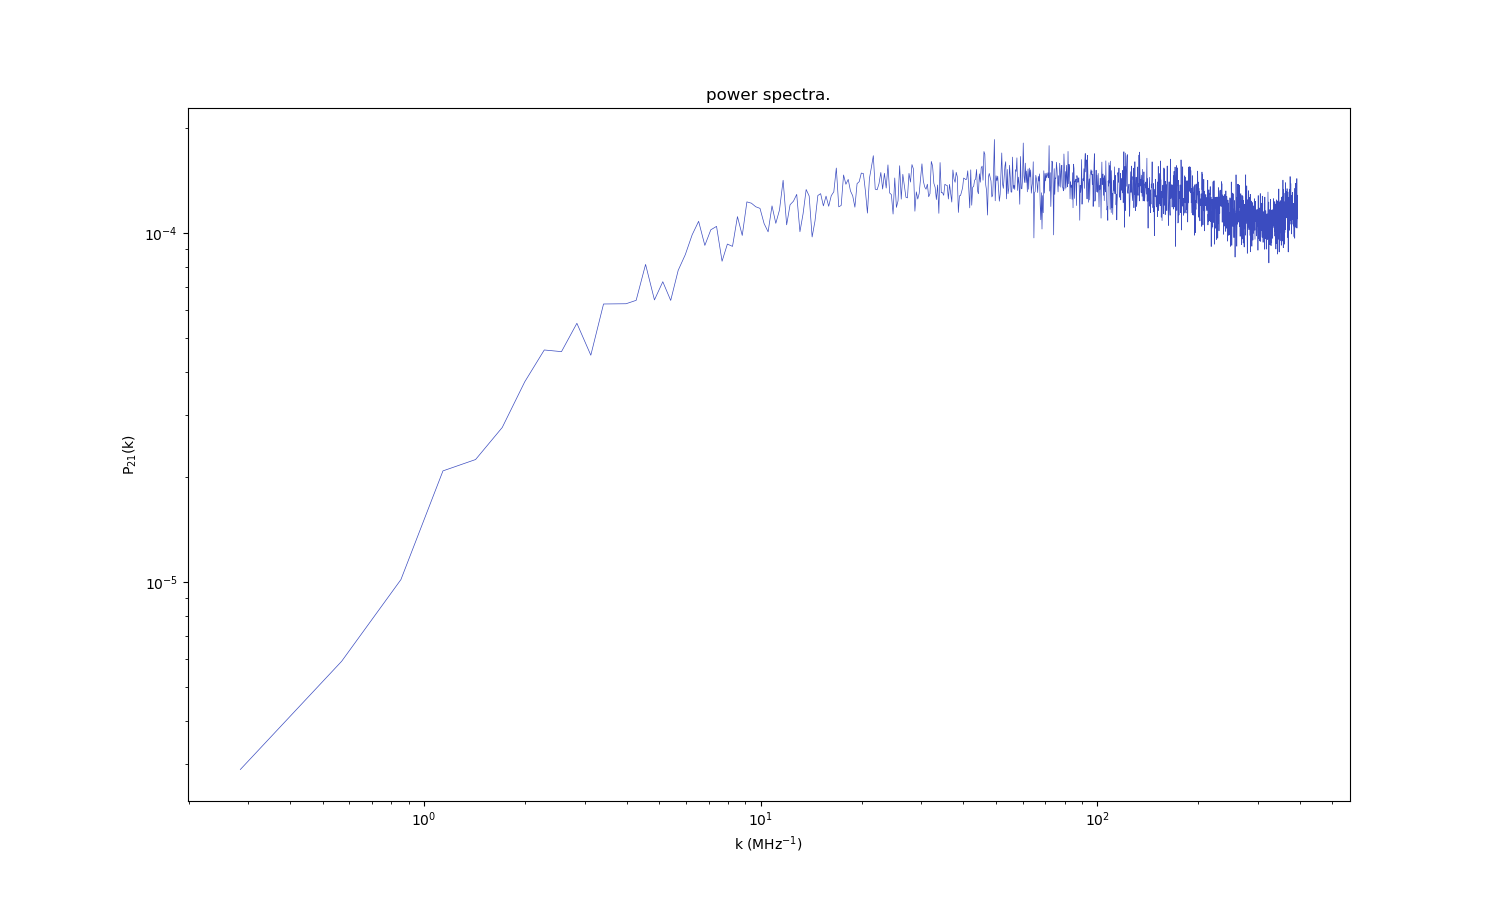 power spectra.
10⁻⁴
10⁻⁵
P₂₁(k)
10⁰ 10¹ 10²
k (MHz⁻¹)